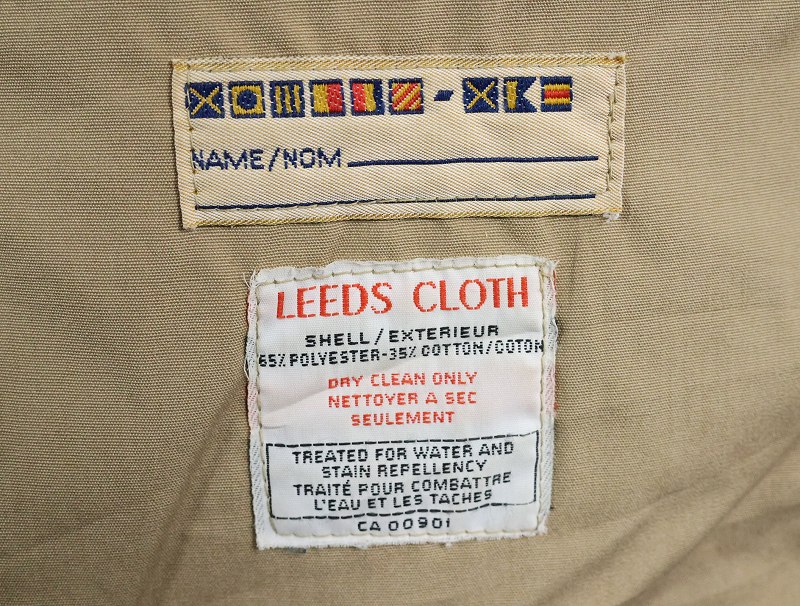 NAME/NOM
LEEDS CLOTH
SHELL/EXTERIEUR
65% POLYESTER-35% COTTON/COTON
DRY CLEAN ONLY
NETTOYER A SEC
SEULEMENT
TREATED FOR WATER AND
STAIN REPELLENCY
TRAITÉ POUR COMBATTRE
L'EAU ET LES TACHES
CA 00901